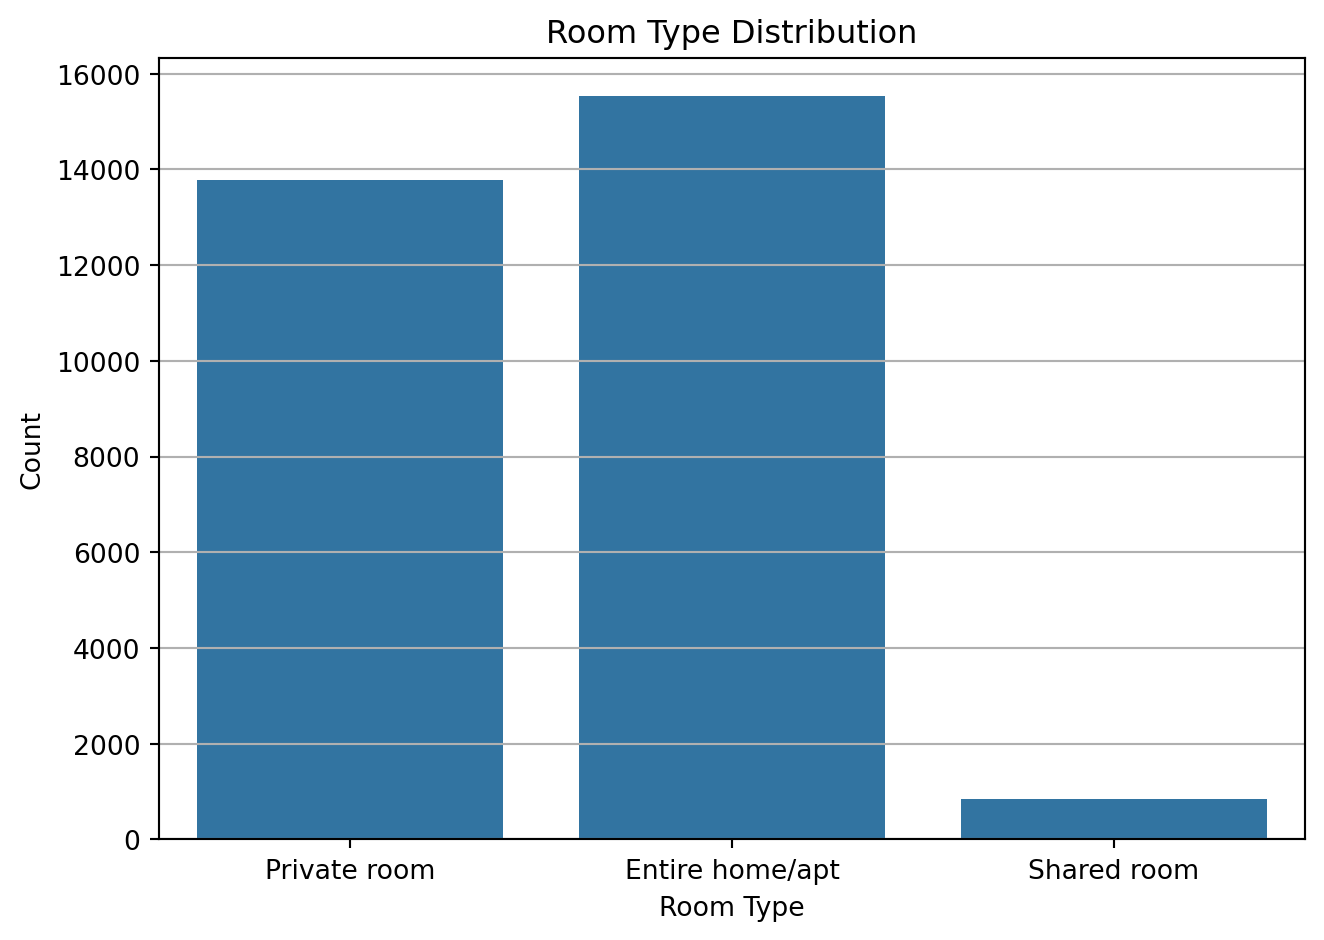 Room Type Distribution
16000
14000
12000
10000
8000
6000
4000
2000
0
Count
Private room
Entire home/apt
Shared room
Room Type